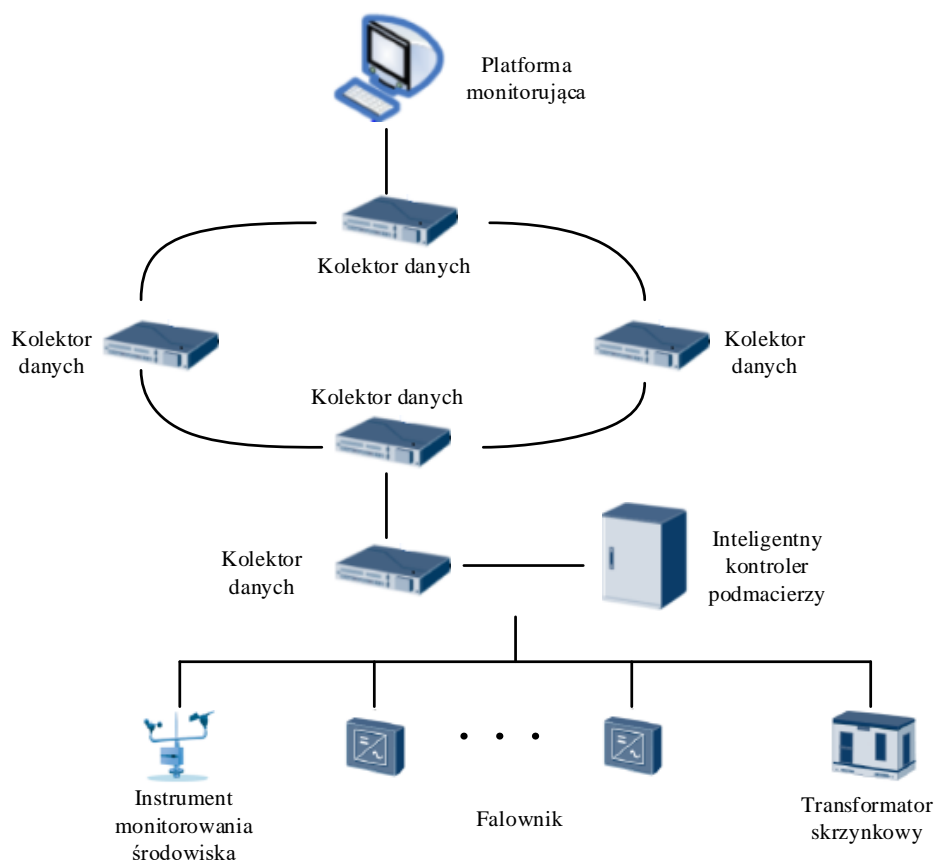 Platforma
monitorująca
Kolektor danych
Kolektor
danych
Kolektor
danych
Kolektor danych
Kolektor
danych
Inteligentny
kontroler
podmacierzy
Instrument
monitorowania
środowiska
Falownik
Transformator
skrzynkowy